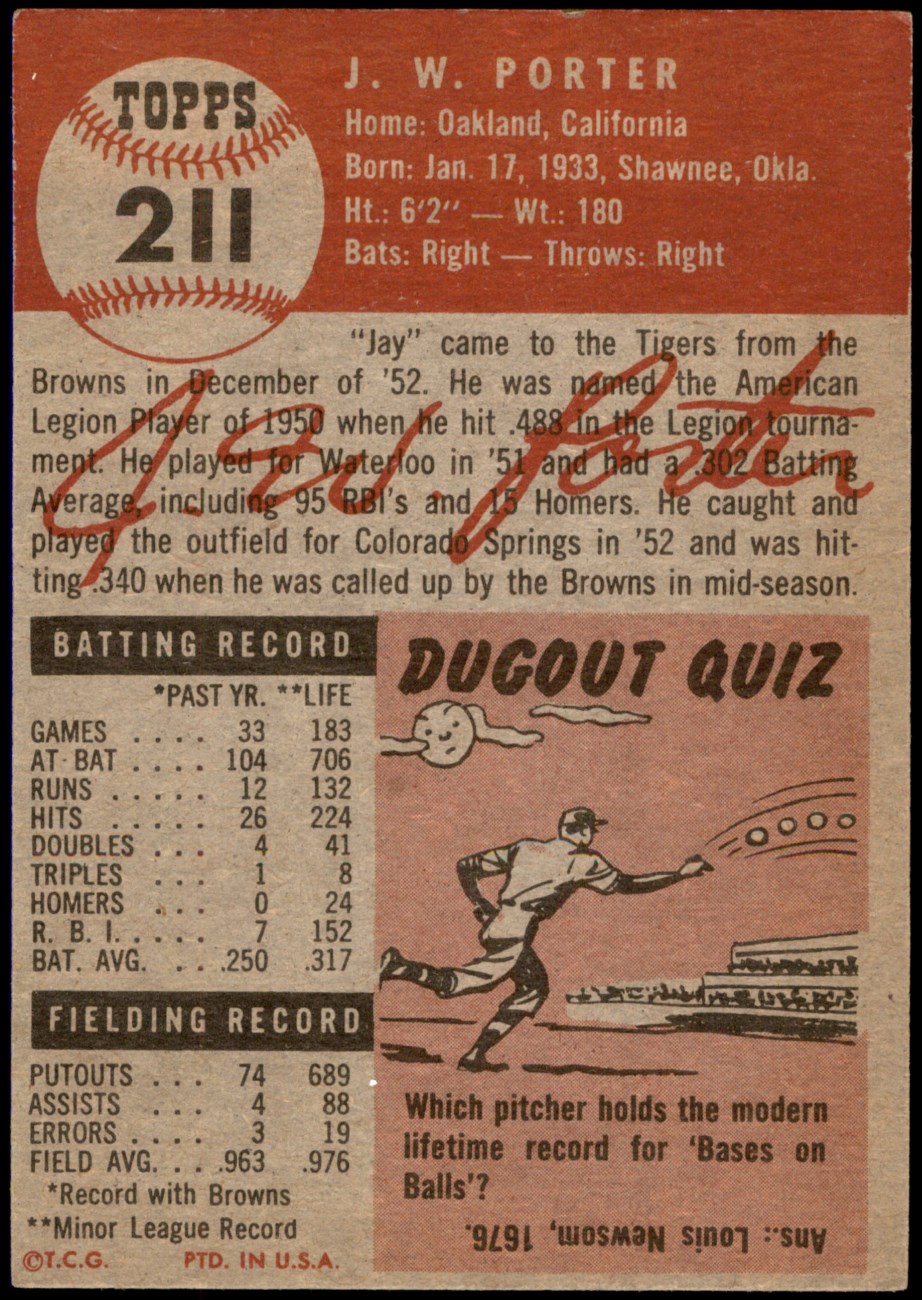 TOPPS
211
J. W. PORTER
Home: Oakland, California
Born: Jan. 17, 1933, Shawnee, Okla.
Ht.: 6'2" — Wt.: 180
Bats: Right — Throws: Right
"Jay" came to the Tigers from the
Browns in December of '52. He was named the American
Legion Player of 1950 when he hit .488 in the Legion tourna-
ment. He played for Waterloo in '51 and had a .302 Batting
Average, including 95 RBI's and 15 Homers. He caught and
played the outfield for Colorado Springs in '52 and was hit-
ting .340 when he was called up by the Browns in mid-season.
J. W. Porter
BATTING RECORD
*PAST YR. **LIFE
GAMES . . . . 33 183
AT BAT . . . . 104 706
RUNS . . . . . 12 132
HITS . . . . . 26 224
DOUBLES . . . 4 41
TRIPLES . . . 1 8
HOMERS . . . 0 24
R. B. I. . . . . 7 152
BAT. AVG. . . .250 .317
FIELDING RECORD
PUTOUTS . . . 74 689
ASSISTS . . . 4 88
ERRORS . . . . 3 19
FIELD AVG. . . .963 .976
*Record with Browns
**Minor League Record
©T.C.G. PTD. IN U.S.A.
DUGOUT QUIZ
Which pitcher holds the modern
lifetime record for 'Bases on
Balls'?
Ans.: Louis Newsom, 1676.